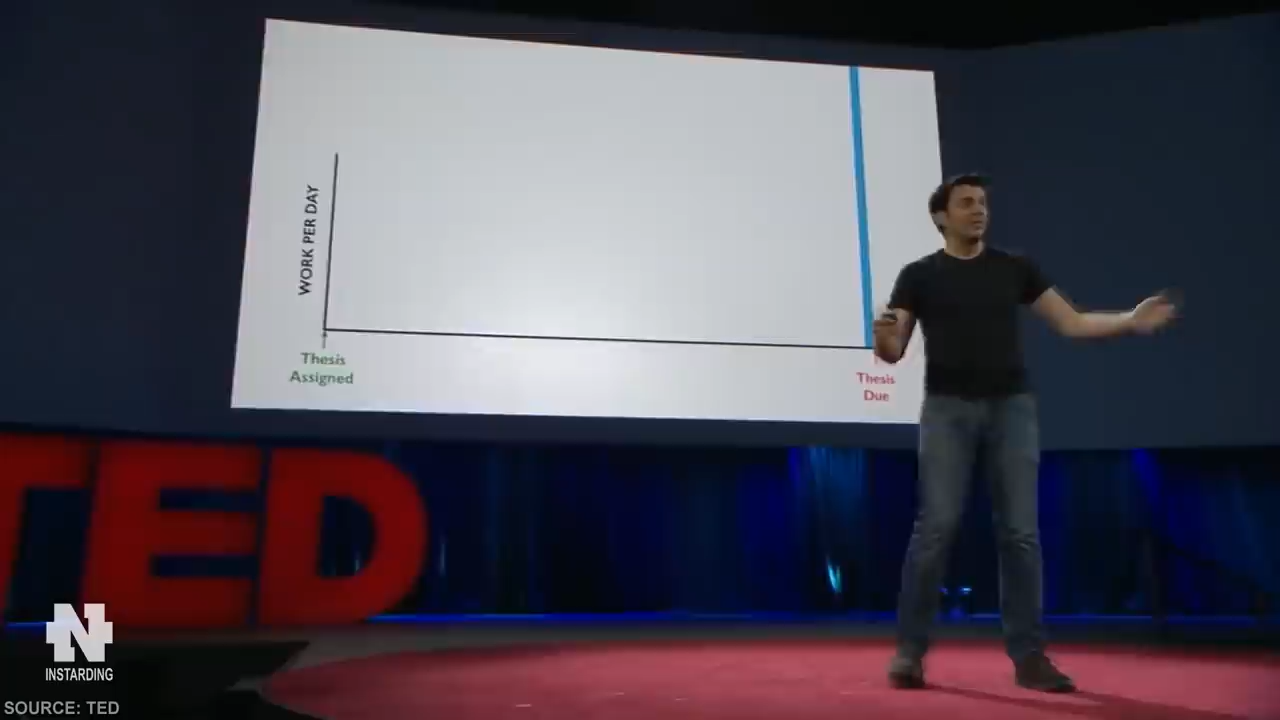 WORK PER DAY
Thesis
Assigned
Thesis
Due
TED
N
INSTARDING
SOURCE: TED